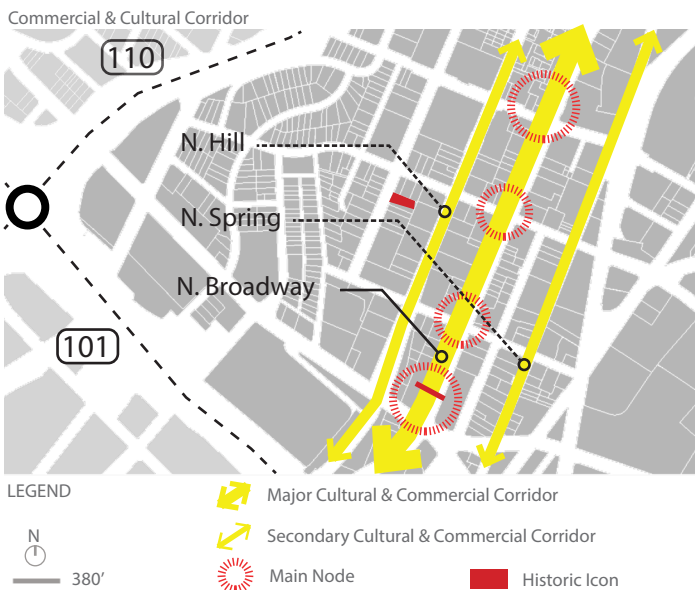 Commercial & Cultural Corridor
110
N. Hill
N. Spring
N. Broadway
101
LEGEND
Major Cultural & Commercial Corridor
Secondary Cultural & Commercial Corridor
N
380’
Main Node
Historic Icon